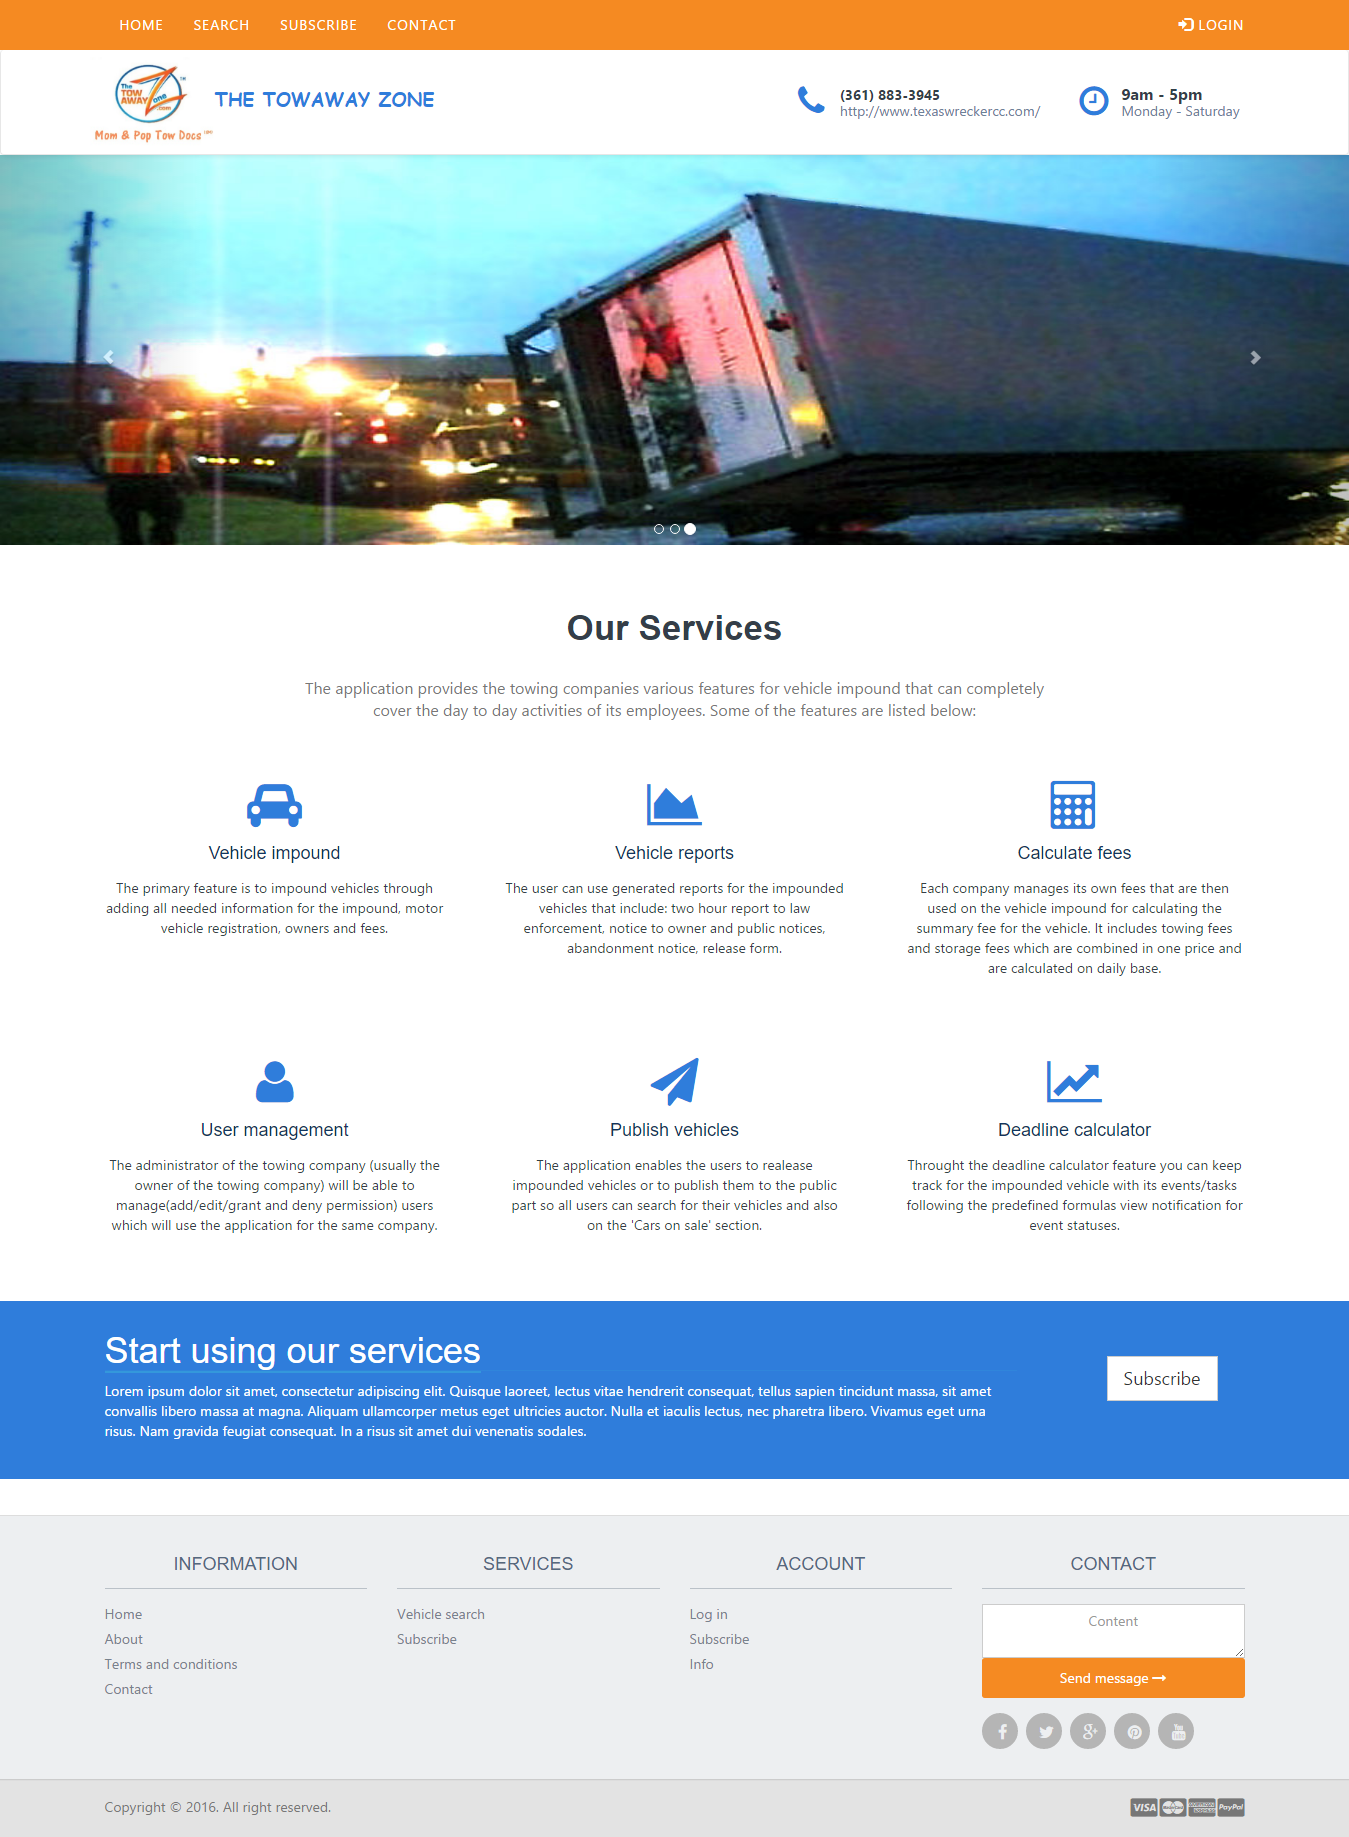 HOME SEARCH SUBSCRIBE CONTACT LOGIN
The
TOW
AWAY Zone
.com
Mom & Pop Tow Docs
THE TOWAWAY ZONE
(361) 883-3945
http://www.texaswreckercc.com/
9am - 5pm
Monday - Saturday
Our Services
The application provides the towing companies various features for vehicle impound that can completely
cover the day to day activities of its employees. Some of the features are listed below:
Vehicle impound
The primary feature is to impound vehicles through
adding all needed information for the impound, motor
vehicle registration, owners and fees.
Vehicle reports
The user can use generated reports for the impounded
vehicles that include: two hour report to law
enforcement, notice to owner and public notices,
abandonment notice, release form.
Calculate fees
Each company manages its own fees that are then
used on the vehicle impound for calculating the
summary fee for the vehicle. It includes towing fees
and storage fees which are combined in one price and
are calculated on daily base.
User management
The administrator of the towing company (usually the
owner of the towing company) will be able to
manage(add/edit/grant and deny permission) users
which will use the application for the same company.
Publish vehicles
The application enables the users to realease
impounded vehicles or to publish them to the public
part so all users can search for their vehicles and also
on the 'Cars on sale' section.
Deadline calculator
Throught the deadline calculator feature you can keep
track for the impounded vehicle with its events/tasks
following the predefined formulas view notification for
event statuses.
Start using our services
Lorem ipsum dolor sit amet, consectetur adipiscing elit. Quisque laoreet, lectus vitae hendrerit consequat, tellus sapien tincidunt massa, sit amet
convallis libero massa at magna. Aliquam ullamcorper metus eget ultricies auctor. Nulla et iaculis lectus, nec pharetra libero. Vivamus eget urna
risus. Nam gravida feugiat consequat. In a risus sit amet dui venenatis sodales.
Subscribe
INFORMATION
Home
About
Terms and conditions
Contact
SERVICES
Vehicle search
Subscribe
ACCOUNT
Log in
Subscribe
Info
CONTACT
Content
Send message
Copyright © 2016. All right reserved.
VISA PayPal